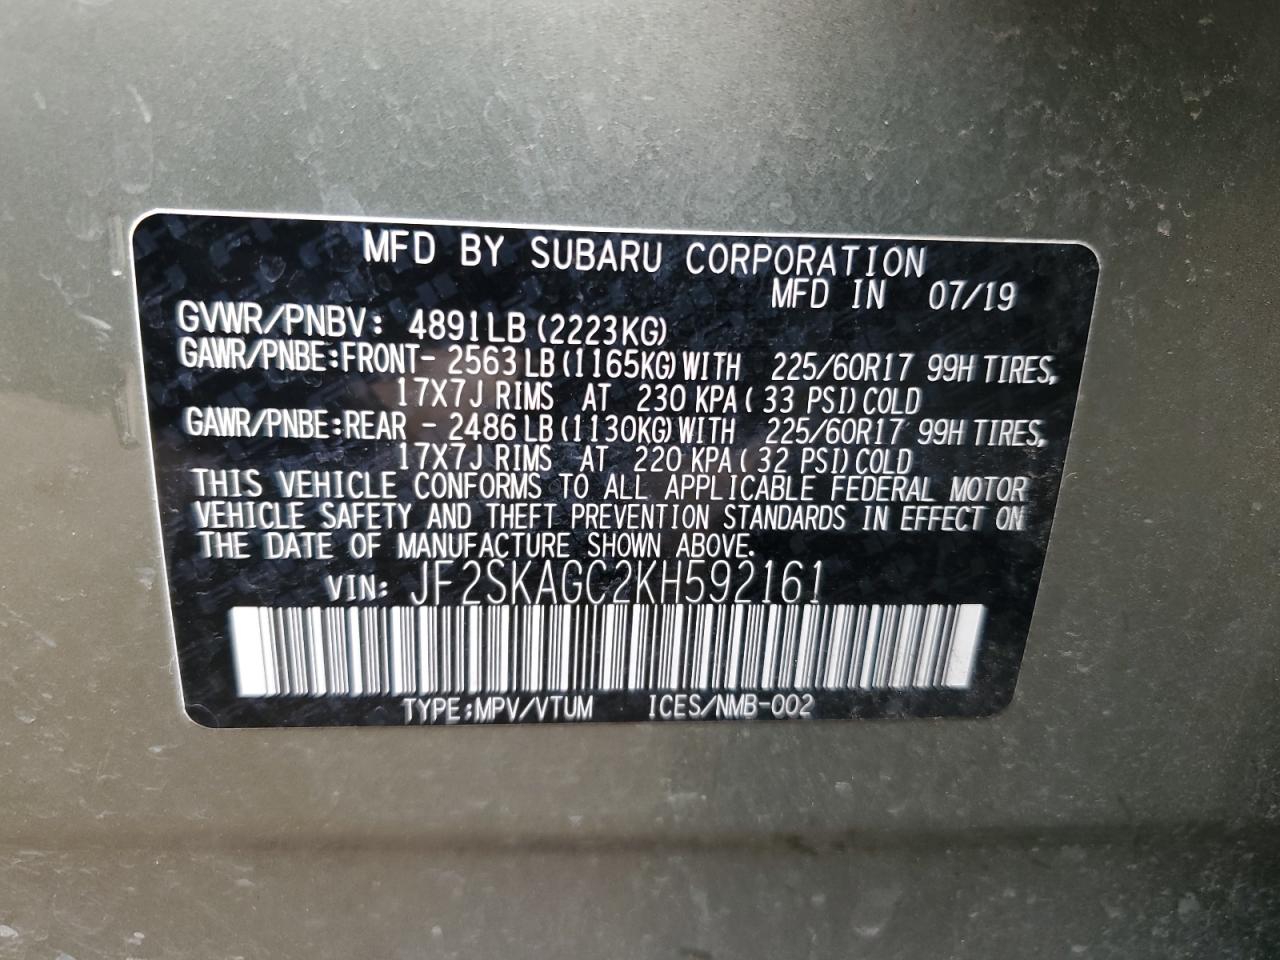 MFD BY SUBARU CORPORATION
MFD IN 07/19
GVWR/PNBV: 4891LB (2223KG)
GAWR/PNBE:FRONT- 2563 LB (1165KG) WITH 225/60R17 99H TIRES,
17X7J RIMS AT 230 KPA ( 33 PSI) COLD
GAWR/PNBE:REAR - 2486 LB (1130KG) WITH 225/60R17 99H TIRES,
17X7J RIMS AT 220 KPA ( 32 PSI) COLD
THIS VEHICLE CONFORMS TO ALL APPLICABLE FEDERAL MOTOR
VEHICLE SAFETY AND THEFT PREVENTION STANDARDS IN EFFECT ON
THE DATE OF MANUFACTURE SHOWN ABOVE.
VIN: JF2SKAGC2KH592161
TYPE:MPV/VTUM ICES/NMB-002